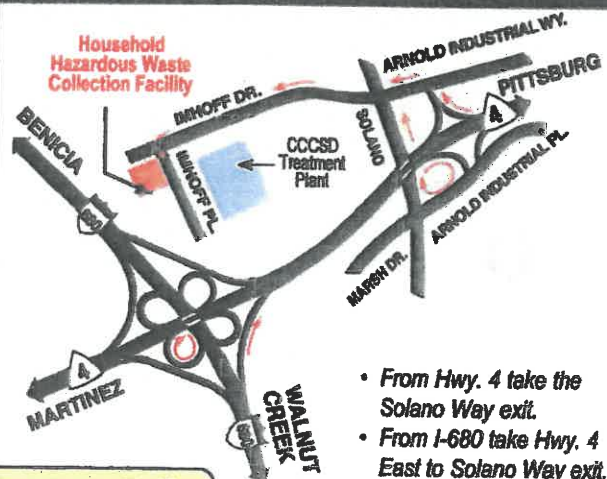 Household
Hazardous Waste
Collection Facility
ARNOLD INDUSTRIAL WY.
PITTSBURG
4
IMHOFF DR.
SOLANO
BENICIA
680
IMHOFF PL.
CCCSD
Treatment
Plant
ARNOLD INDUSTRIAL PL.
MARSH DR.
4
MARTINEZ
WALNUT
CREEK
680
• From Hwy. 4 take the
Solano Way exit.
• From I-680 take Hwy. 4
East to Solano Way exit.